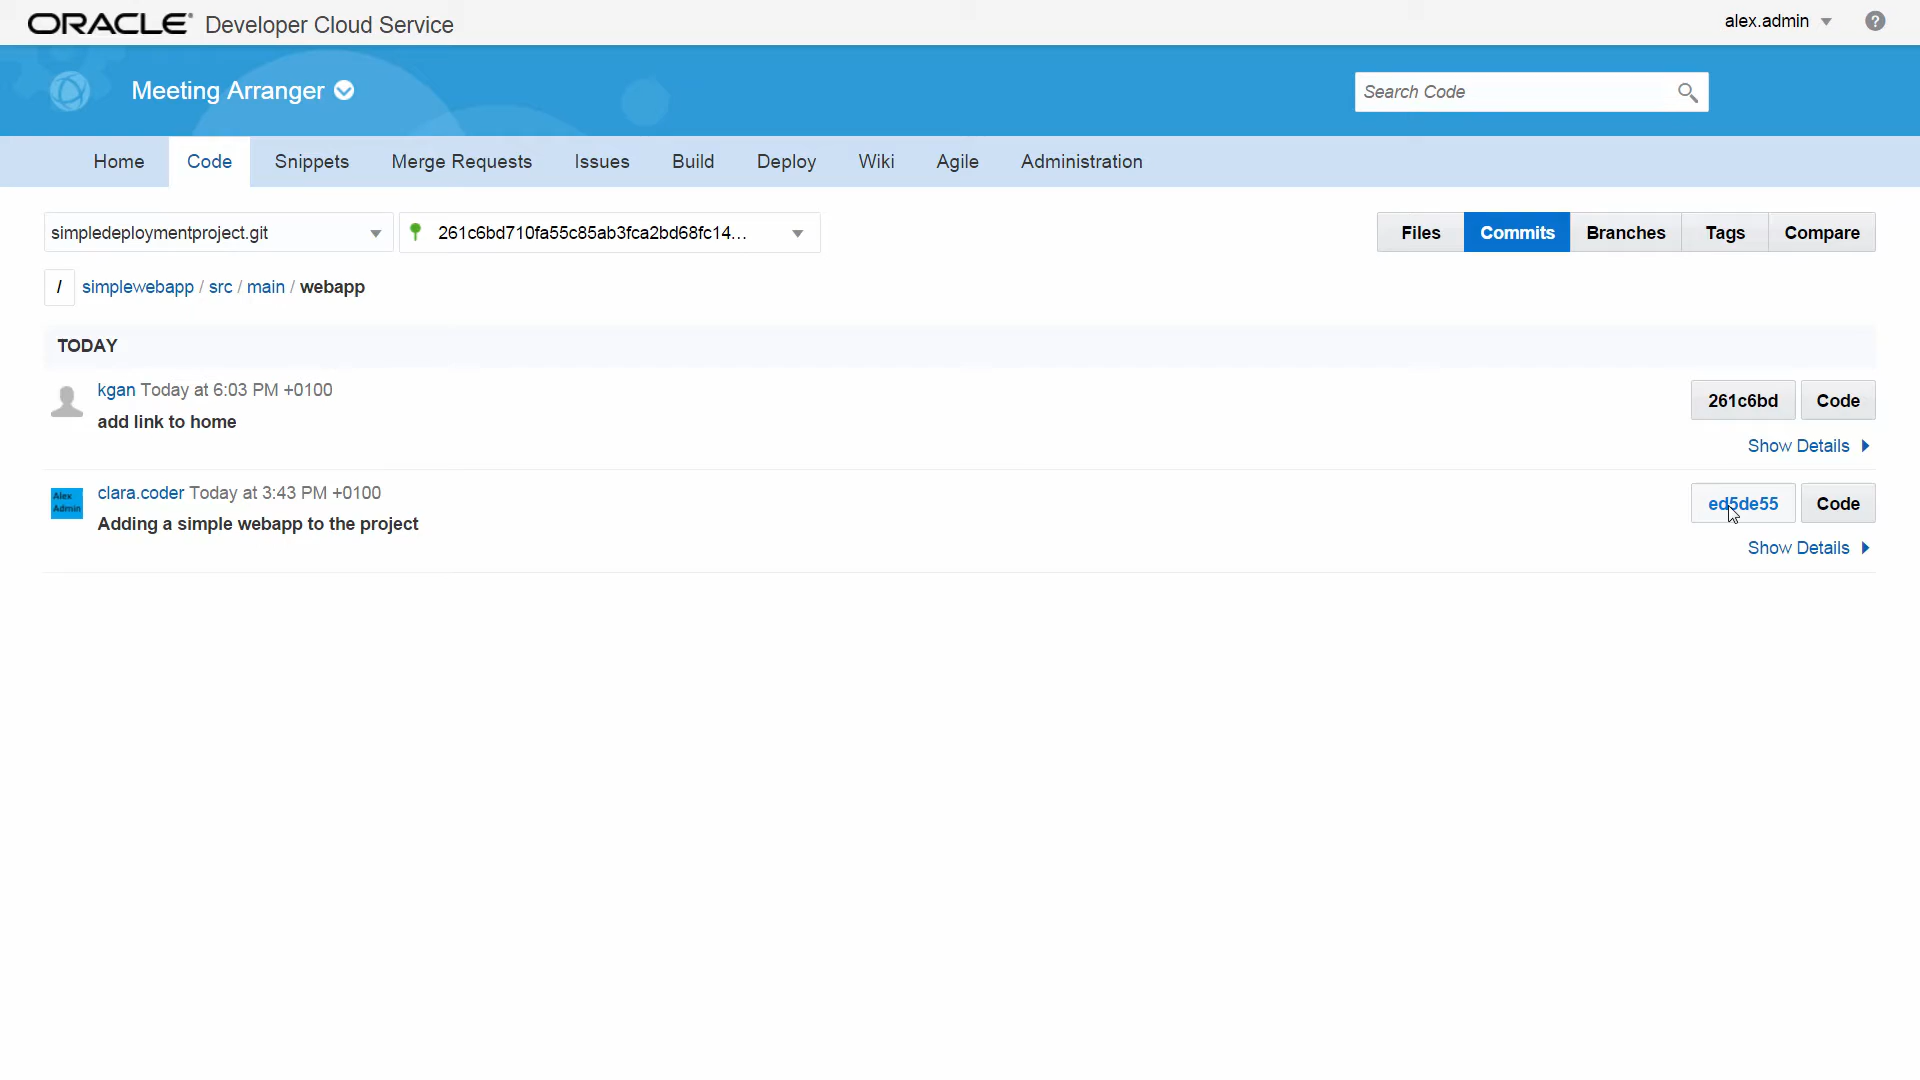 ORACLE® Developer Cloud Service
alex.admin
?
Meeting Arranger
Search Code
Home Code Snippets Merge Requests Issues Build Deploy Wiki Agile Administration
simpledeploymentproject.git
261c6bd710fa55c85ab3fca2bd68fc14...
Files Commits Branches Tags Compare
/ simplewebapp / src / main / webapp
TODAY
kgan Today at 6:03 PM +0100
add link to home
261c6bd Code
Show Details
Alex
Admin
clara.coder Today at 3:43 PM +0100
Adding a simple webapp to the project
ed5de55 Code
Show Details